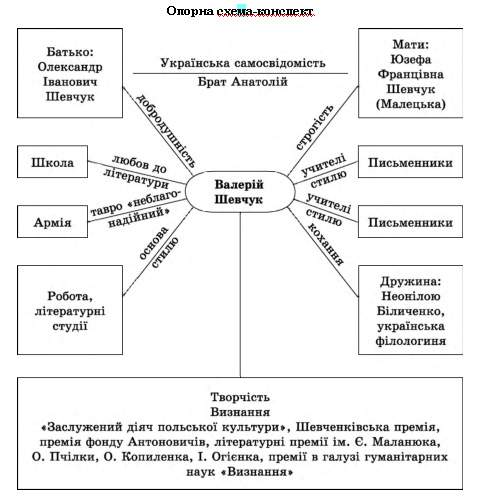 Опорна схема-конспект
Батько:
Олександр
Іванович
Шевчук
Українська самосвідомість
Брат Анатолій
Мати:
Юзефа
Францівна
Шевчук
(Малецька)
добродушність
строгість
Школа
любов до
літератури
учителі
стилю
Письменники
Валерій
Шевчук
Армія
тавро «неблаго-
надійний»
учителі
стилю
Письменники
основа
стилю
кохання
Робота,
літературні
студії
Дружина:
Неонілою
Біличенко,
українська
філологиня
Творчість
Визнання
«Заслужений діяч польської культури», Шевченківська премія,
премія фонду Антоновичів, літературні премії ім. Є. Маланюка,
О. Пчілки, О. Копиленка, І. Огієнка, премії в галузі гуманітарних
наук «Визнання»